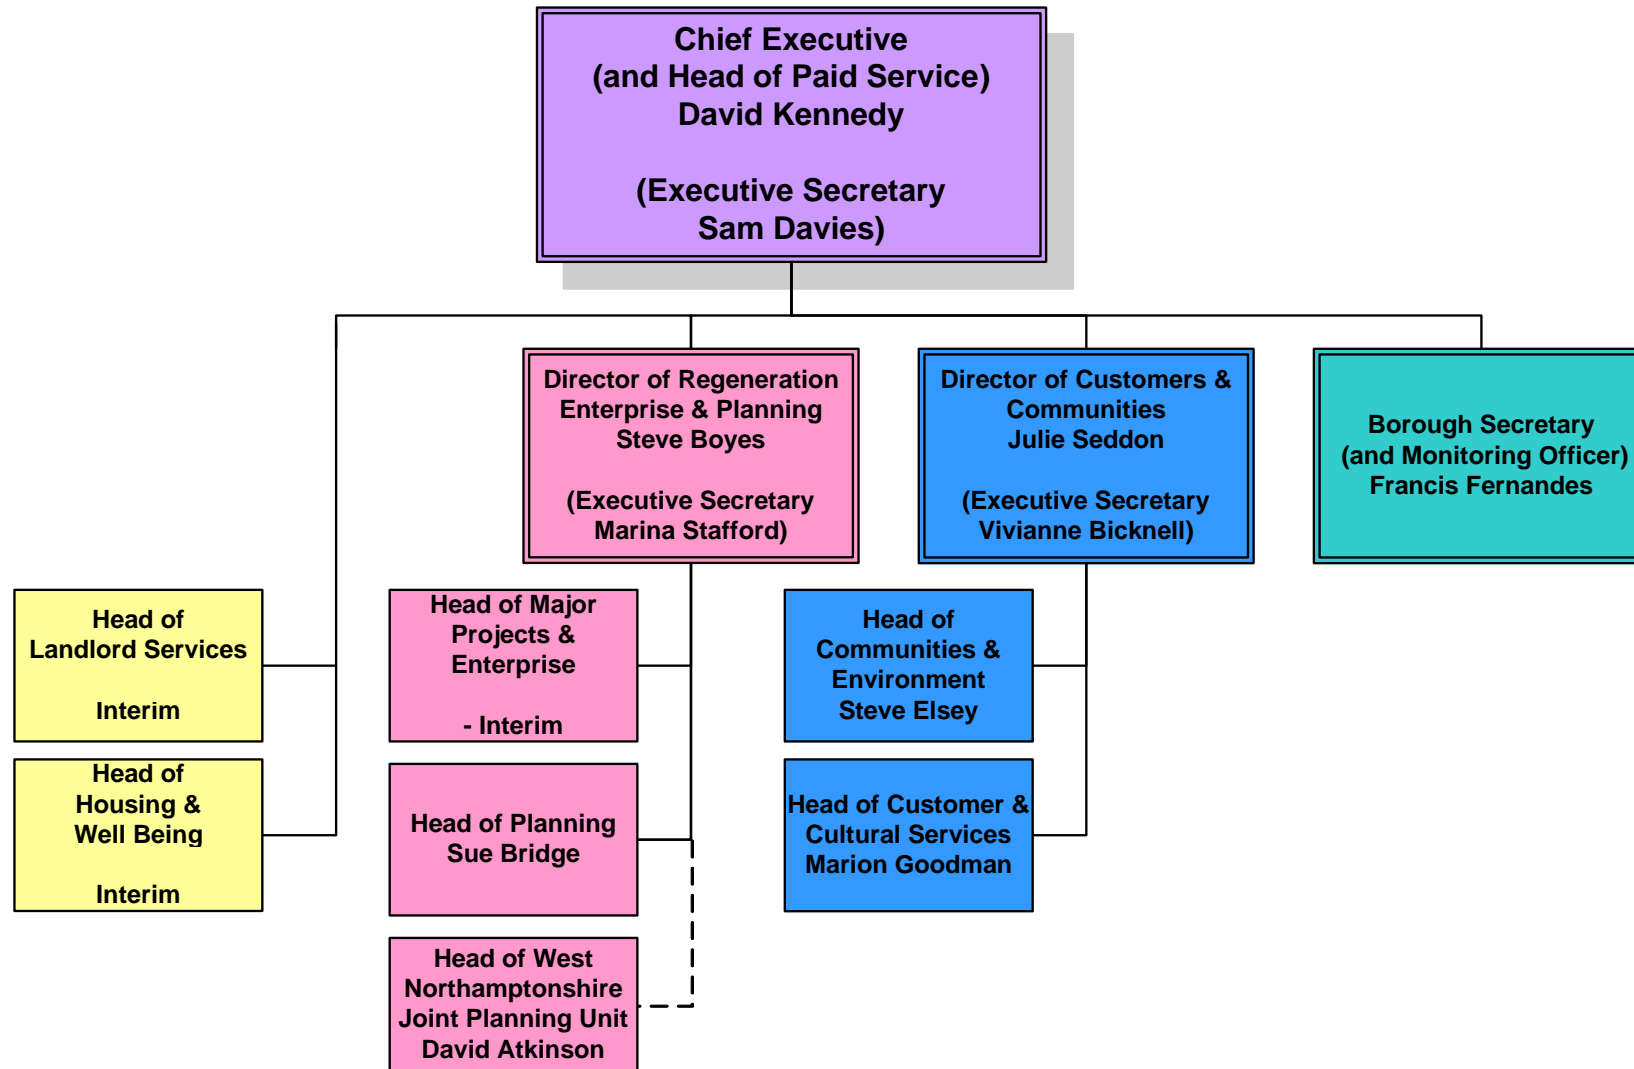 Chief Executive
(and Head of Paid Service)
David Kennedy
(Executive Secretary
Sam Davies)
Director of Regeneration
Enterprise & Planning
Steve Boyes
(Executive Secretary
Marina Stafford)
Director of Customers &
Communities
Julie Seddon
(Executive Secretary
Vivianne Bicknell)
Borough Secretary
(and Monitoring Officer)
Francis Fernandes
Head of
Landlord Services
Interim
Head of Major
Projects &
Enterprise
- Interim
Head of
Communities &
Environment
Steve Elsey
Head of
Housing &
Well Being
Interim
Head of Planning
Sue Bridge
Head of Customer &
Cultural Services
Marion Goodman
Head of West
Northamptonshire
Joint Planning Unit
David Atkinson